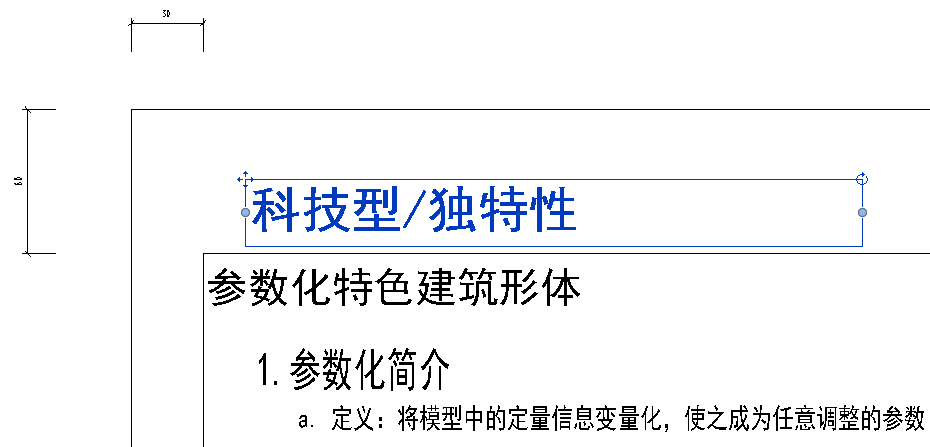 30
60
科技型/独特性
参数化特色建筑形体
1.参数化简介
a. 定义：将模型中的定量信息变量化，使之成为任意调整的参数